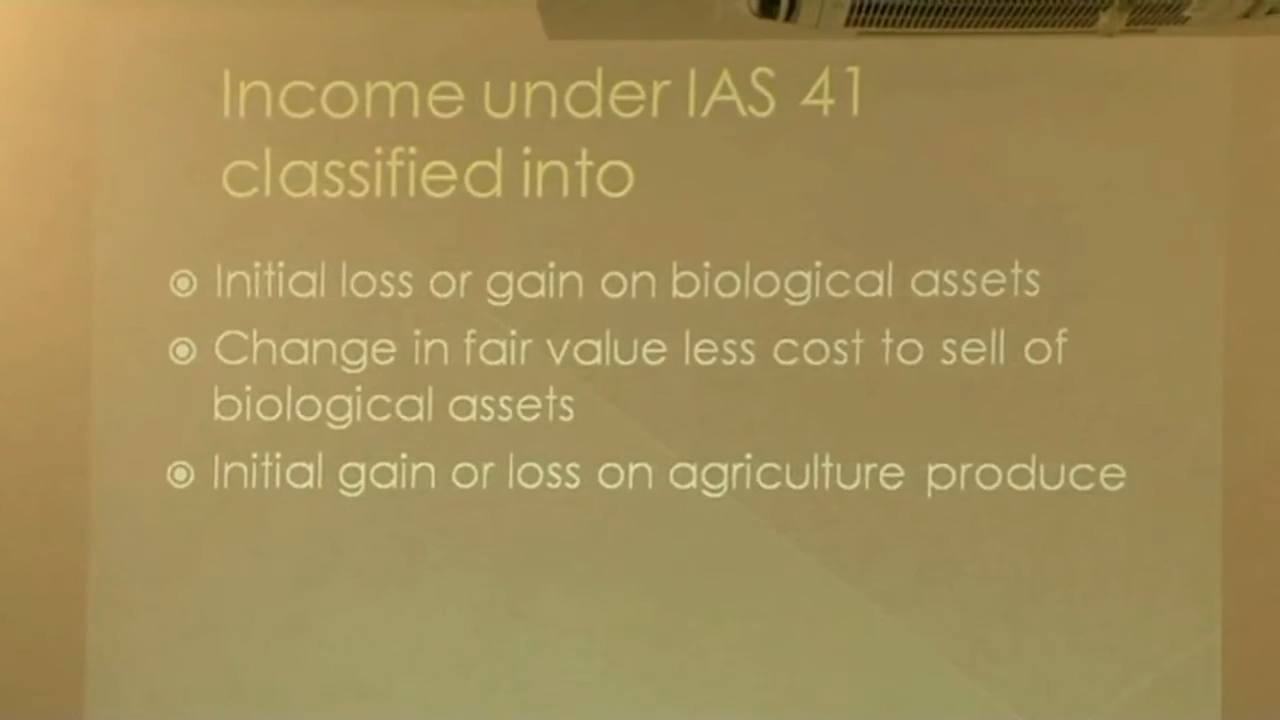 Income under IAS 41
classified into
Initial loss or gain on biological assets
Change in fair value less cost to sell of
biological assets
Initial gain or loss on agriculture produce